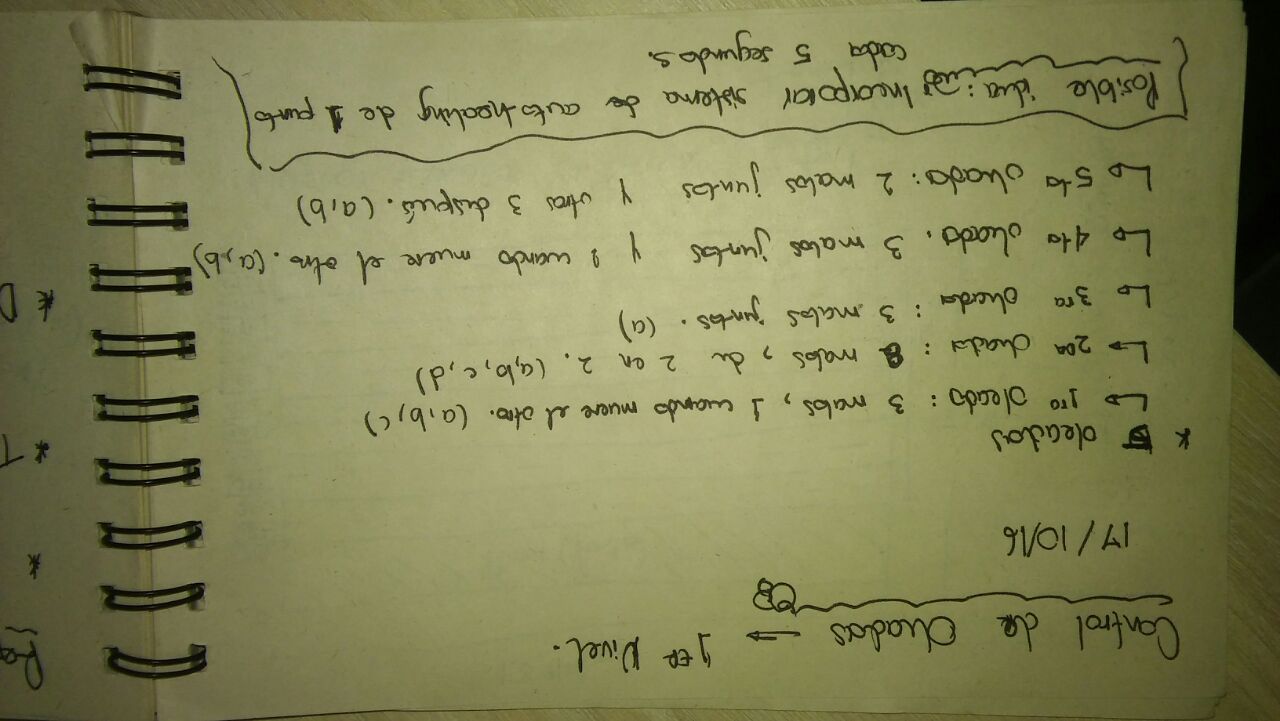 Control de Oleadas → 1er Nivel.
17/10/16
* 5 oleadas
↳ 1ra oleada: 3 malos, 1 cuando muere el otro. (a,b,c)
↳ 2da oleada: 8 malos, de 2 en 2. (a,b,c,d)
↳ 3ra oleada: 3 malos juntos. (a)
↳ 4ta oleada. 3 malos juntos y 1 cuando muere el otro. (a,b)
↳ 5ta oleada: 2 malos juntos y otros 3 después. (a,b)
Posible idea: Incorporar sistema de autohealing de 1 punto
cada 5 segundos.
*
* T
* D